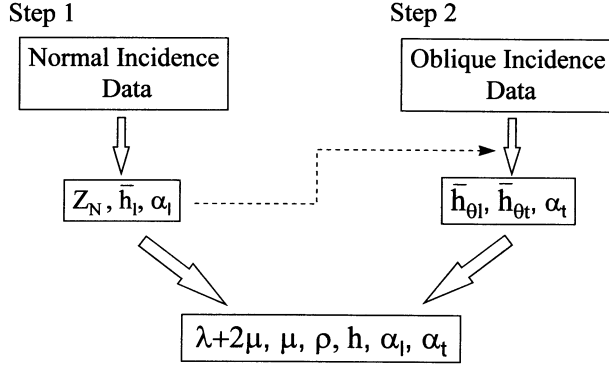 Step 1
Step 2
Normal Incidence
Data
Oblique Incidence
Data
Z_N, h̄_l, α_l
h̄_θl, h̄_θt, α_t
λ+2μ, μ, ρ, h, α_l, α_t